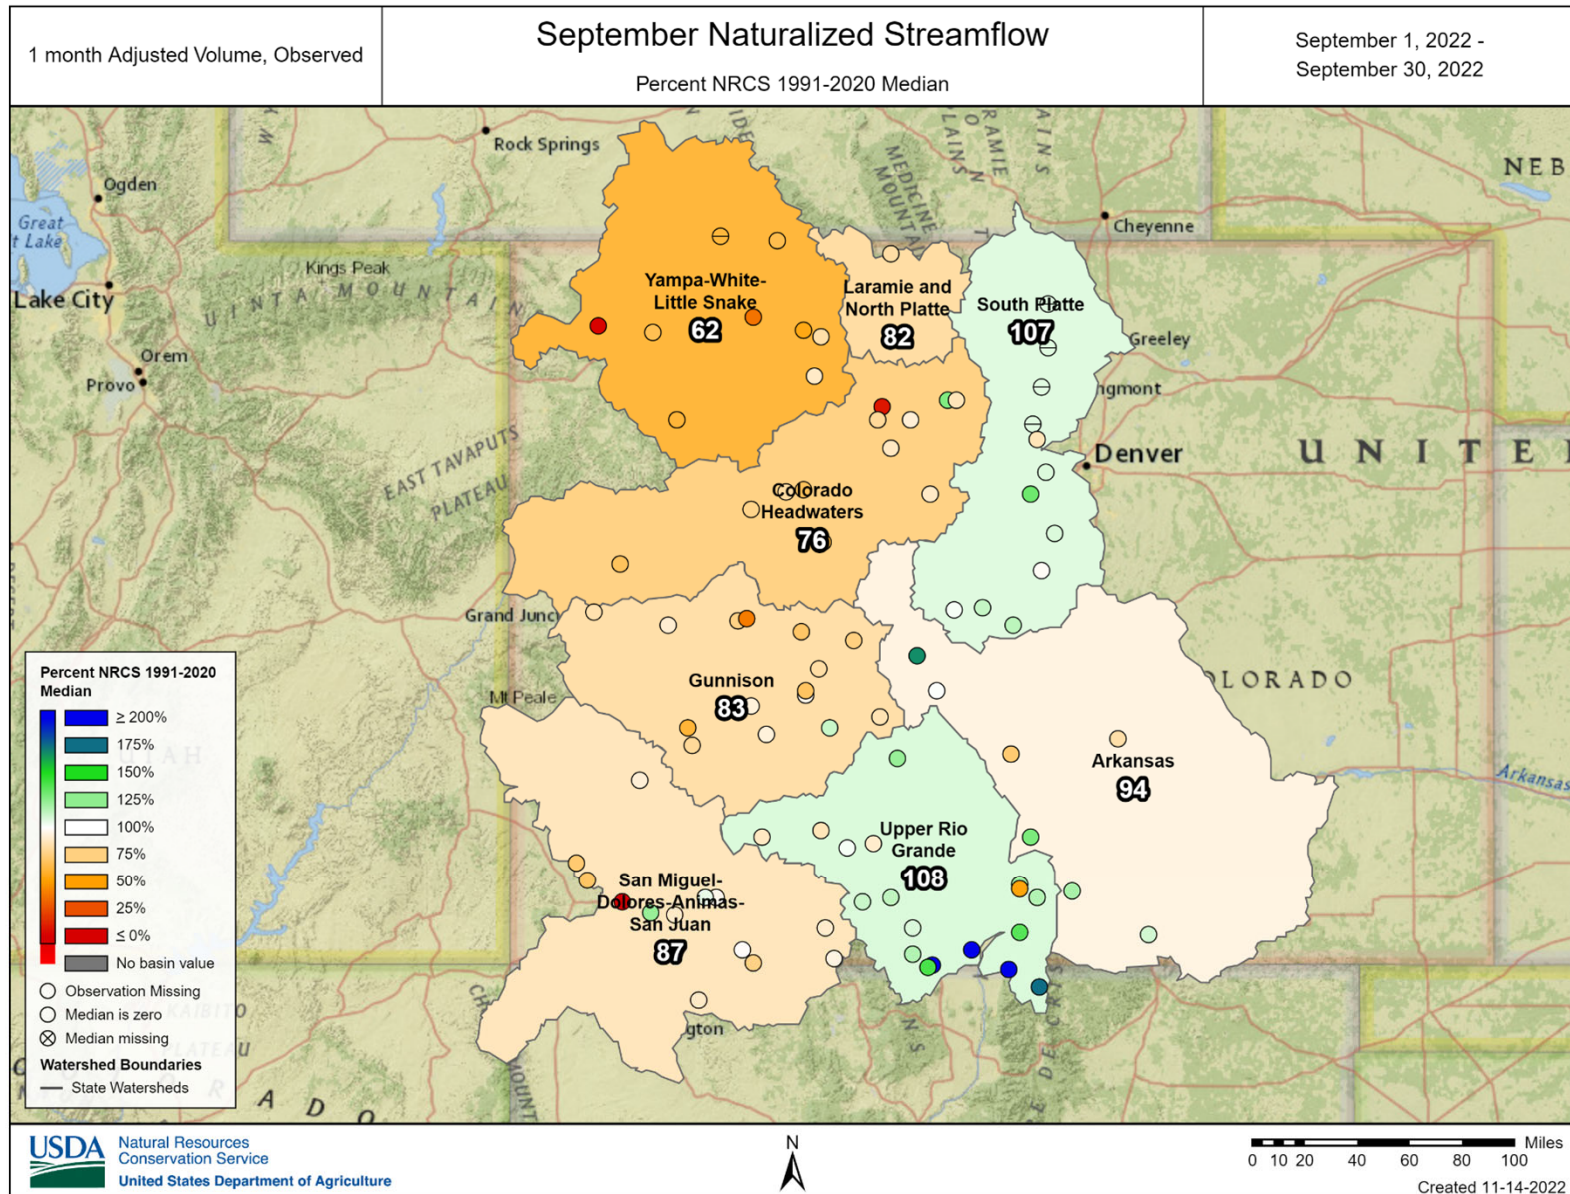 1 month Adjusted Volume, Observed
September Naturalized Streamflow
Percent NRCS 1991-2020 Median
September 1, 2022 -
September 30, 2022
Rock Springs
Ogden
Great
t Lake
Lake City
Kings Peak
UINTA MOUNTAIN
Orem
Provo
EAST TAVAPUTS
PLATEAU
MEDICINE
Cheyenne
NEB
Yampa-White-
Little Snake
62
Laramie and
North Platte
82
South Platte
107
Greeley
ngmont
Denver
UNITE
Colorado
Headwaters
76
Grand Junc
Mt Peale
Gunnison
83
OLORADO
Arkansas
94
Arkansas
Upper Rio
Grande
108
San Miguel-
Dolores-Animas-
San Juan
87
gton
Percent NRCS 1991-2020
Median
≥ 200%
175%
150%
125%
100%
75%
50%
25%
≤ 0%
No basin value
Observation Missing
Median is zero
Median missing
Watershed Boundaries
State Watersheds
USDA
Natural Resources
Conservation Service
United States Department of Agriculture
N
Miles
0 10 20 40 60 80 100
Created 11-14-2022